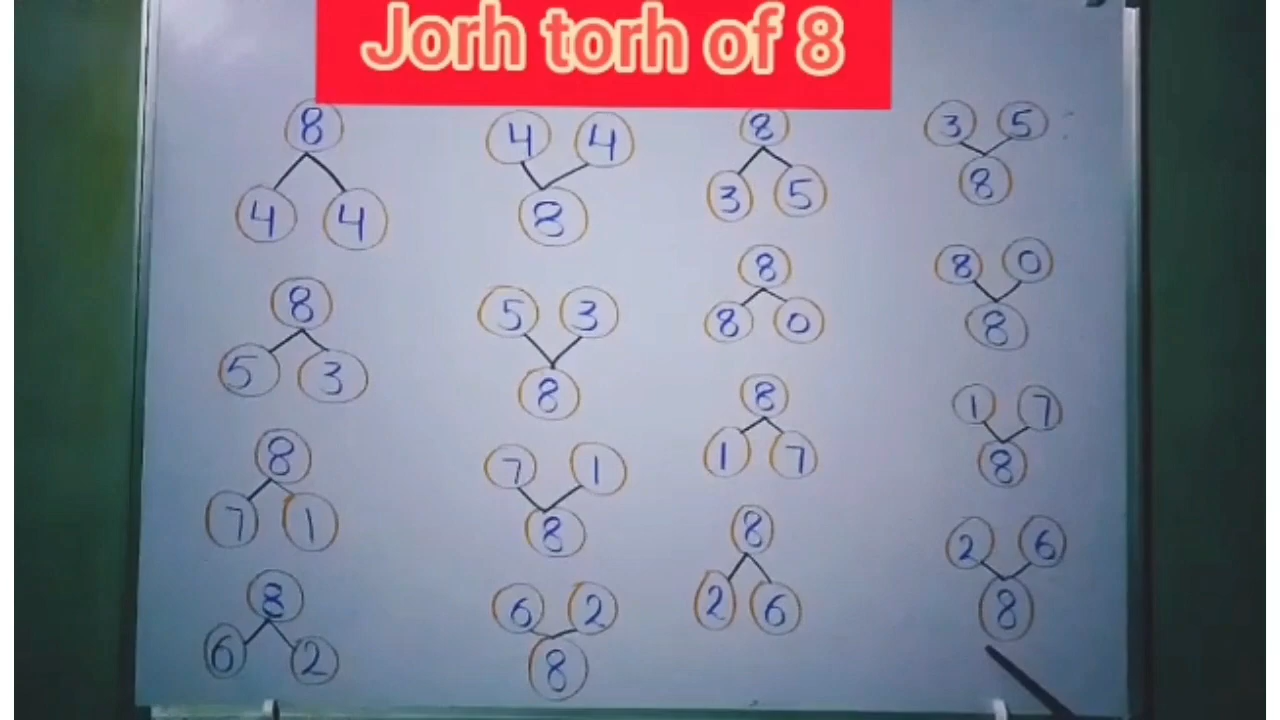 Jorh torh of 8
8 4 4 8 3 5
4 4 8 3 5 8
8 8 8 0
8 5 3 8 0 8
5 3 8
8 1 7
8 7 1 1 7 8
7 1 8
8 2 6
8 6 2 2 6 8
6 2 8